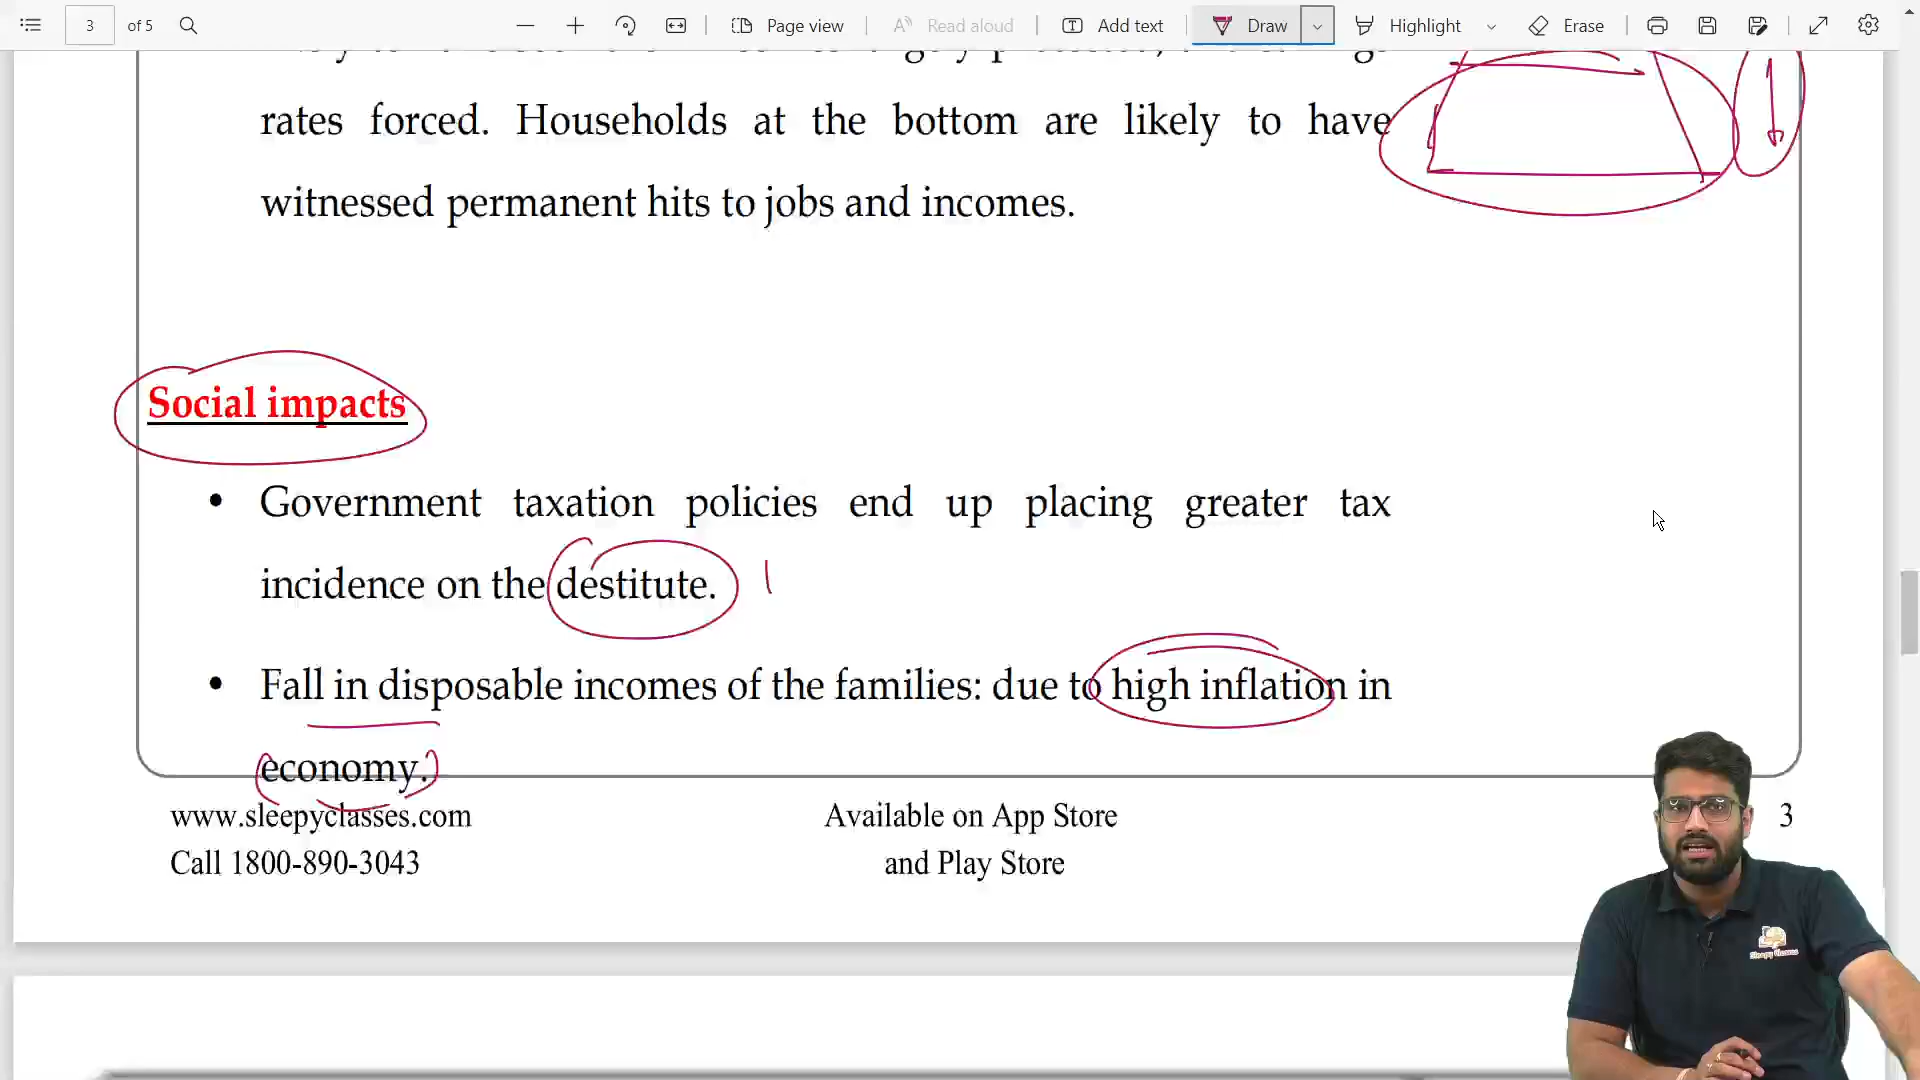 3 of 5 Page view Read aloud Add text Draw Highlight Erase
rates forced. Households at the bottom are likely to have
witnessed permanent hits to jobs and incomes.
Social impacts
• Government taxation policies end up placing greater tax
incidence on the destitute.
• Fall in disposable incomes of the families: due to high inflation in
economy.
www.sleepyclasses.com
Call 1800-890-3043
Available on App Store
and Play Store
3
Sleepy Classes